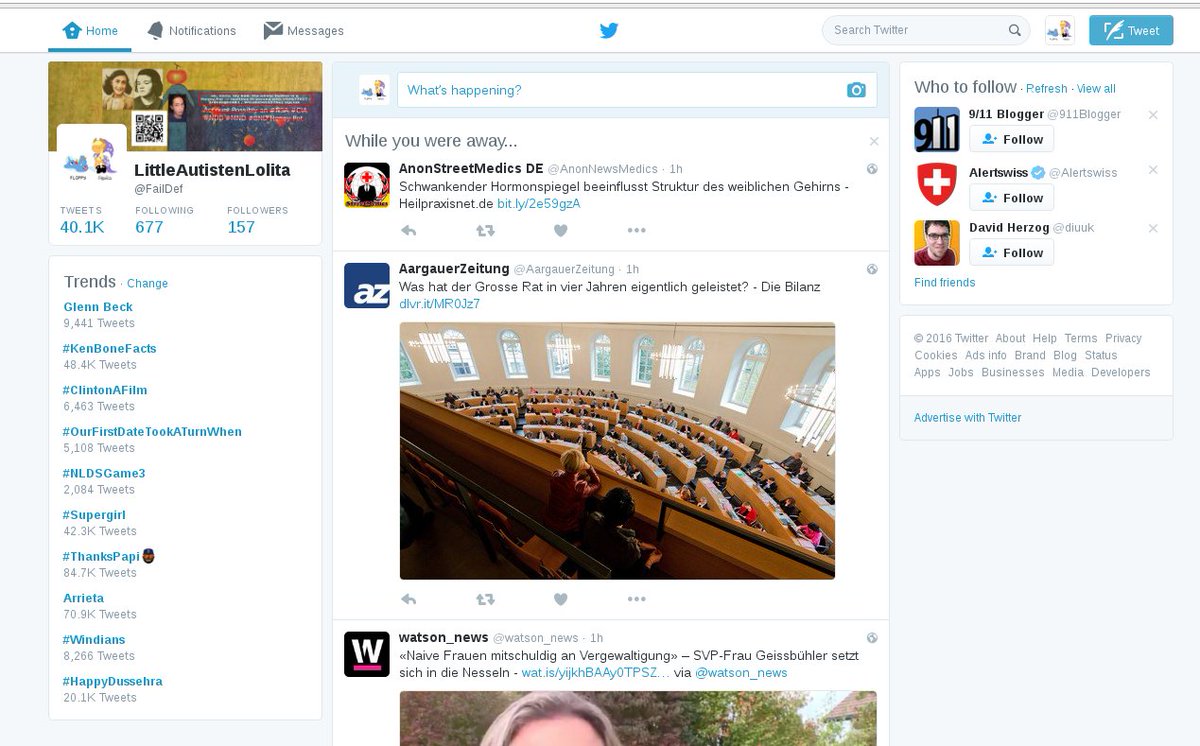 Home
Notifications
Messages
Search Twitter
Tweet
LittleAutistenLolita
@FailDef
TWEETS FOLLOWING FOLLOWERS
40.1K 677 157
Trends · Change
Glenn Beck
9,441 Tweets
#KenBoneFacts
48.4K Tweets
#ClintonAFilm
6,463 Tweets
#OurFirstDateTookATurnWhen
5,108 Tweets
#NLDSGame3
2,084 Tweets
#Supergirl
42.3K Tweets
#ThanksPapi
84.7K Tweets
Arrieta
70.9K Tweets
#Windians
8,266 Tweets
#HappyDussehra
20.1K Tweets
What's happening?
While you were away...
AnonStreetMedics DE @AnonNewsMedics · 1h
Schwankender Hormonspiegel beeinflusst Struktur des weiblichen Gehirns -
Heilpraxisnet.de bit.ly/2e59gzA
AargauerZeitung @AargauerZeitung · 1h
Was hat der Grosse Rat in vier Jahren eigentlich geleistet? - Die Bilanz
dlvr.it/MR0Jz7
az
watson_news @watson_news · 1h
«Naive Frauen mitschuldig an Vergewaltigung» – SVP-Frau Geissbühler setzt
sich in die Nesseln - wat.is/yijkhBAAy0TPSZ... via @watson_news
W
Who to follow · Refresh · View all
911
9/11 Blogger @911Blogger
Follow
Alertswiss @Alertswiss
Follow
David Herzog @diuuk
Follow
Find friends
© 2016 Twitter About Help Terms Privacy
Cookies Ads info Brand Blog Status
Apps Jobs Businesses Media Developers
Advertise with Twitter